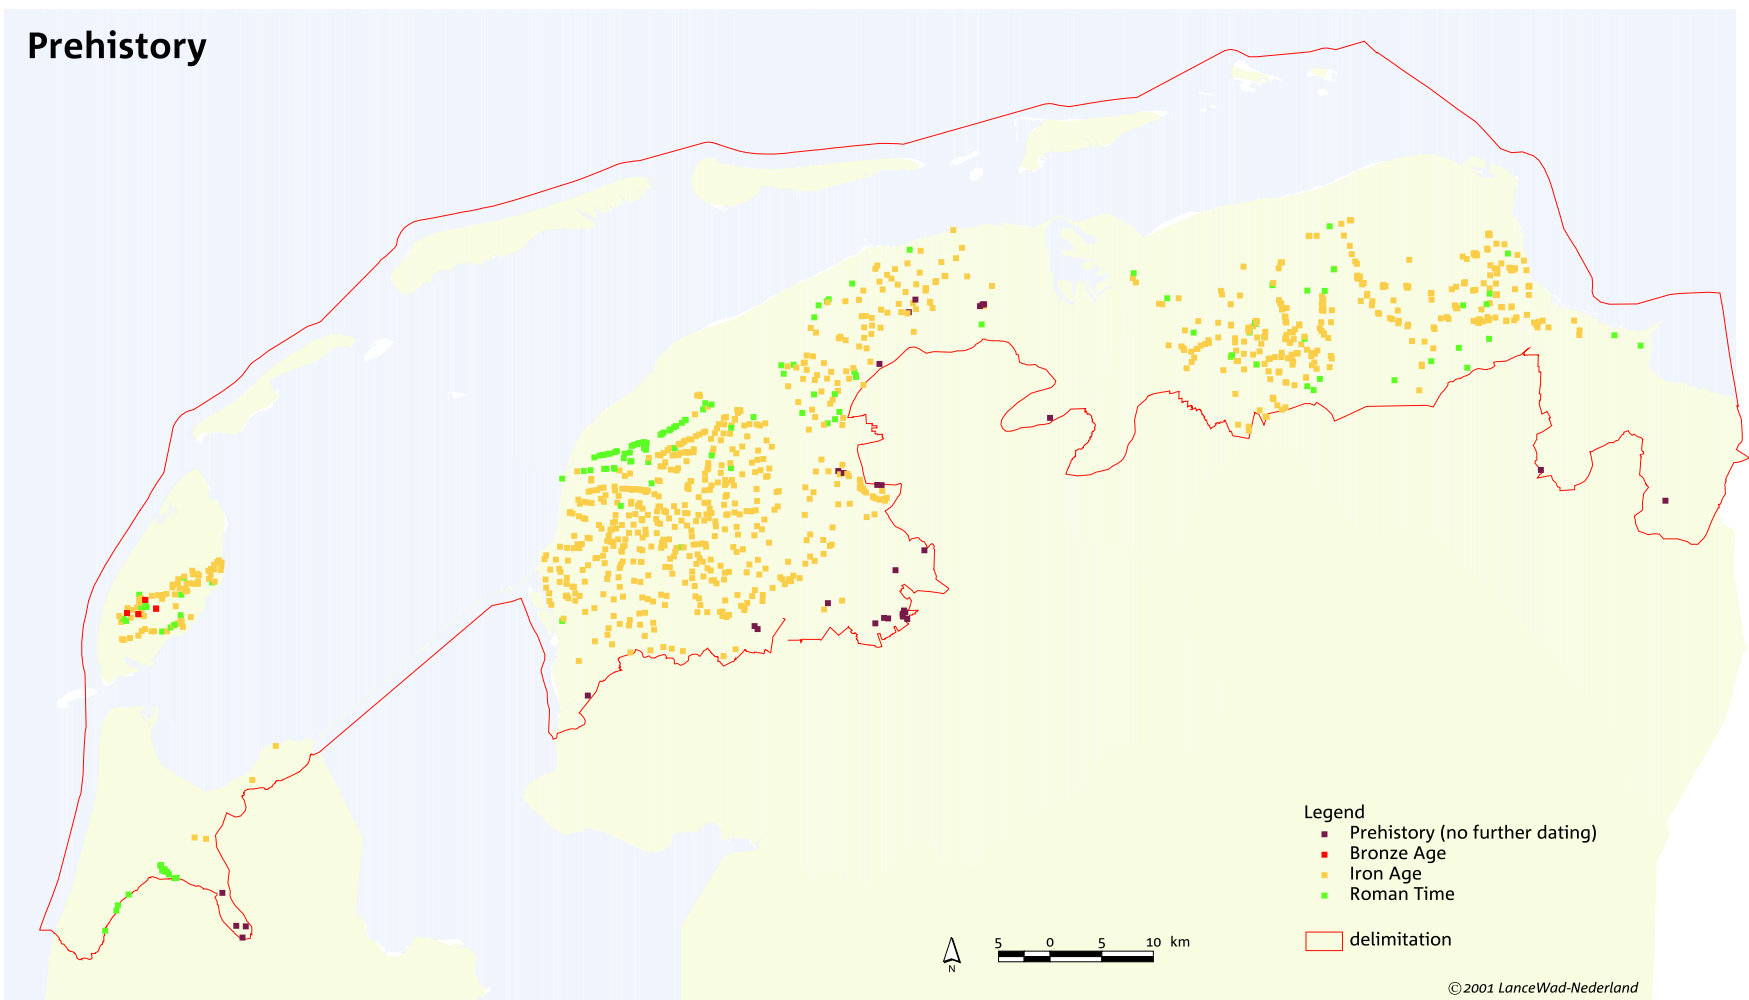 Prehistory
Legend
Prehistory (no further dating)
Bronze Age
Iron Age
Roman Time
delimitation
5 0 5 10 km
N
©2001 LanceWad-Nederland